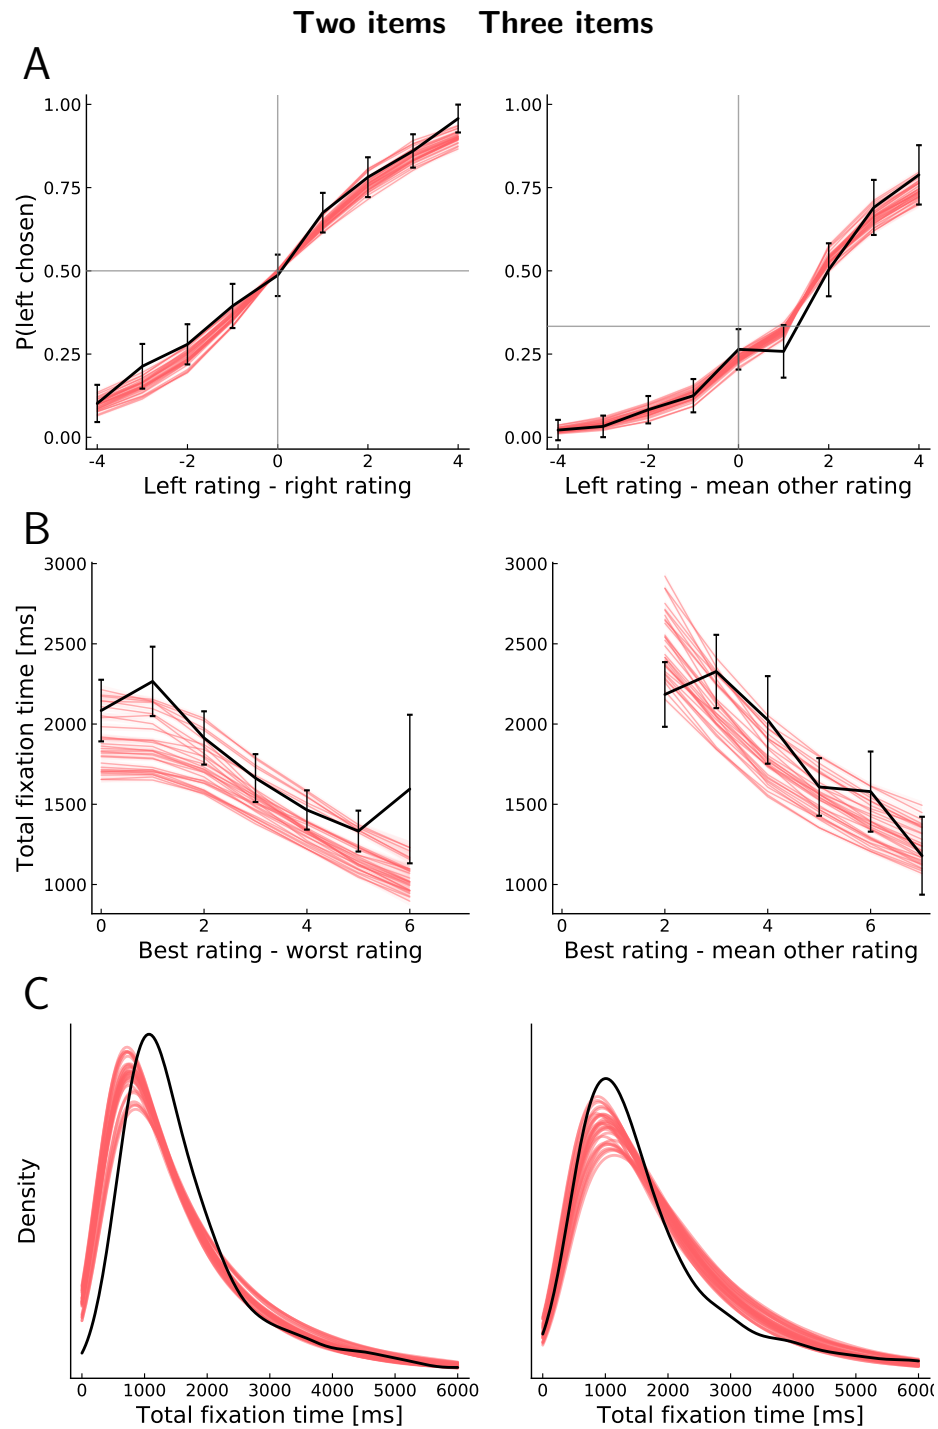 Two items Three items
A
P(left chosen)
1.00
0.75
0.50
0.25
0.00
-4 -2 0 2 4
Left rating - right rating
1.00
0.75
0.50
0.25
0.00
-4 -2 0 2 4
Left rating - mean other rating
B
Total fixation time [ms]
3000
2500
2000
1500
1000
0 2 4 6
Best rating - worst rating
3000
2500
2000
1500
1000
0 2 4 6
Best rating - mean other rating
C
Density
0 1000 2000 3000 4000 5000 6000
Total fixation time [ms]
0 1000 2000 3000 4000 5000 6000
Total fixation time [ms]